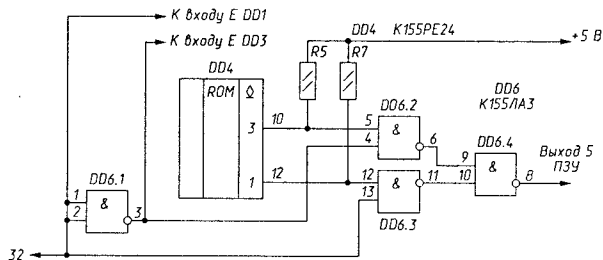 К входу E DD1
К входу E DD3
DD4 К155РЕ24
+5 В
R5 R7
DD4
ROM
3 10
1 12
DD6
К155ЛА3
DD6.2
5 & 6
4
DD6.4
9 & 8
10
Выход 5
ПЗУ
12 & 11
13
DD6.3
DD6.1
1 & 3
2
32